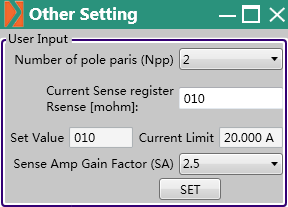 Other Setting
User Input
Number of pole paris (Npp) 2
Current Sense register
Rsense [mohm]: 010
Set Value 010 Current Limit 20.000 A
Sense Amp Gain Factor (SA) 2.5
SET